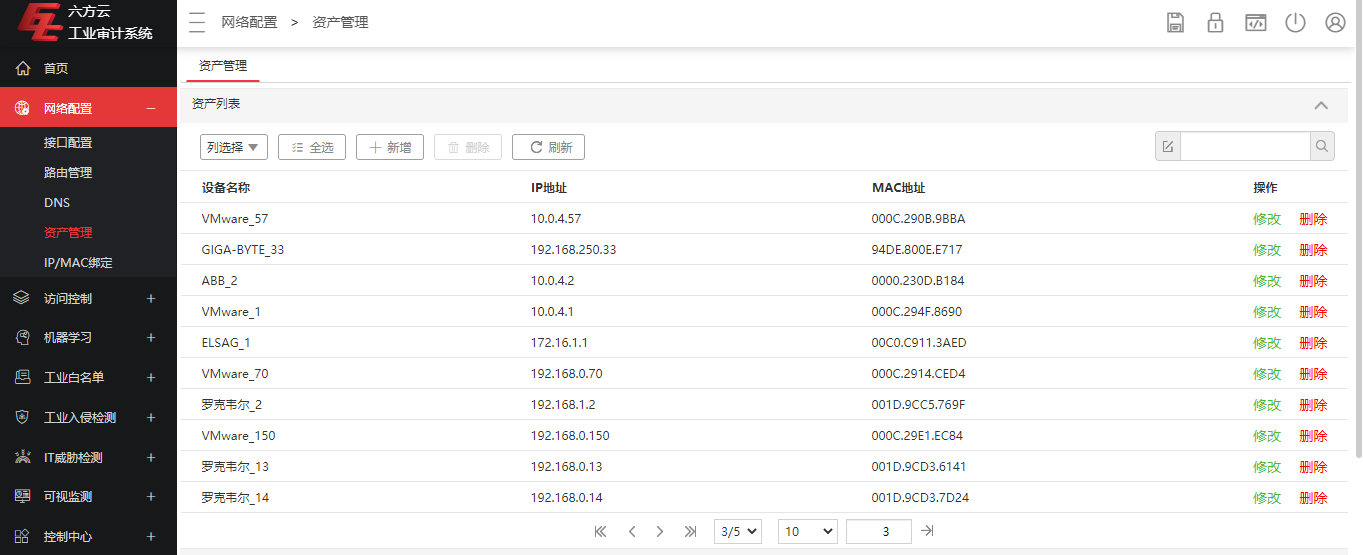 六方云
工业审计系统
首页
网络配置
接口配置
路由管理
DNS
资产管理
IP/MAC绑定
访问控制
机器学习
工业白名单
工业入侵检测
IT威胁检测
可视监测
控制中心
网络配置 > 资产管理
资产管理
资产列表
列选择 全选 新增 删除 刷新
设备名称 IP地址 MAC地址 操作
VMware_57 10.0.4.57 000C.290B.9BBA 修改 删除
GIGA-BYTE_33 192.168.250.33 94DE.800E.E717 修改 删除
ABB_2 10.0.4.2 0000.230D.B184 修改 删除
VMware_1 10.0.4.1 000C.294F.8690 修改 删除
ELSAG_1 172.16.1.1 00C0.C911.3AED 修改 删除
VMware_70 192.168.0.70 000C.2914.CED4 修改 删除
罗克韦尔_2 192.168.1.2 001D.9CC5.769F 修改 删除
VMware_150 192.168.0.150 000C.29E1.EC84 修改 删除
罗克韦尔_13 192.168.0.13 001D.9CD3.6141 修改 删除
罗克韦尔_14 192.168.0.14 001D.9CD3.7D24 修改 删除
3/5 10 3